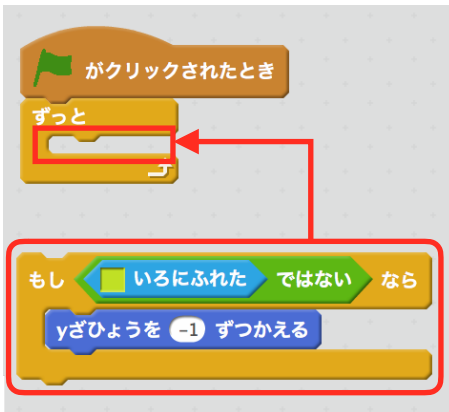 がクリックされたとき
ずっと
もし いろにふれた ではない なら
yざひょうを -1 ずつかえる